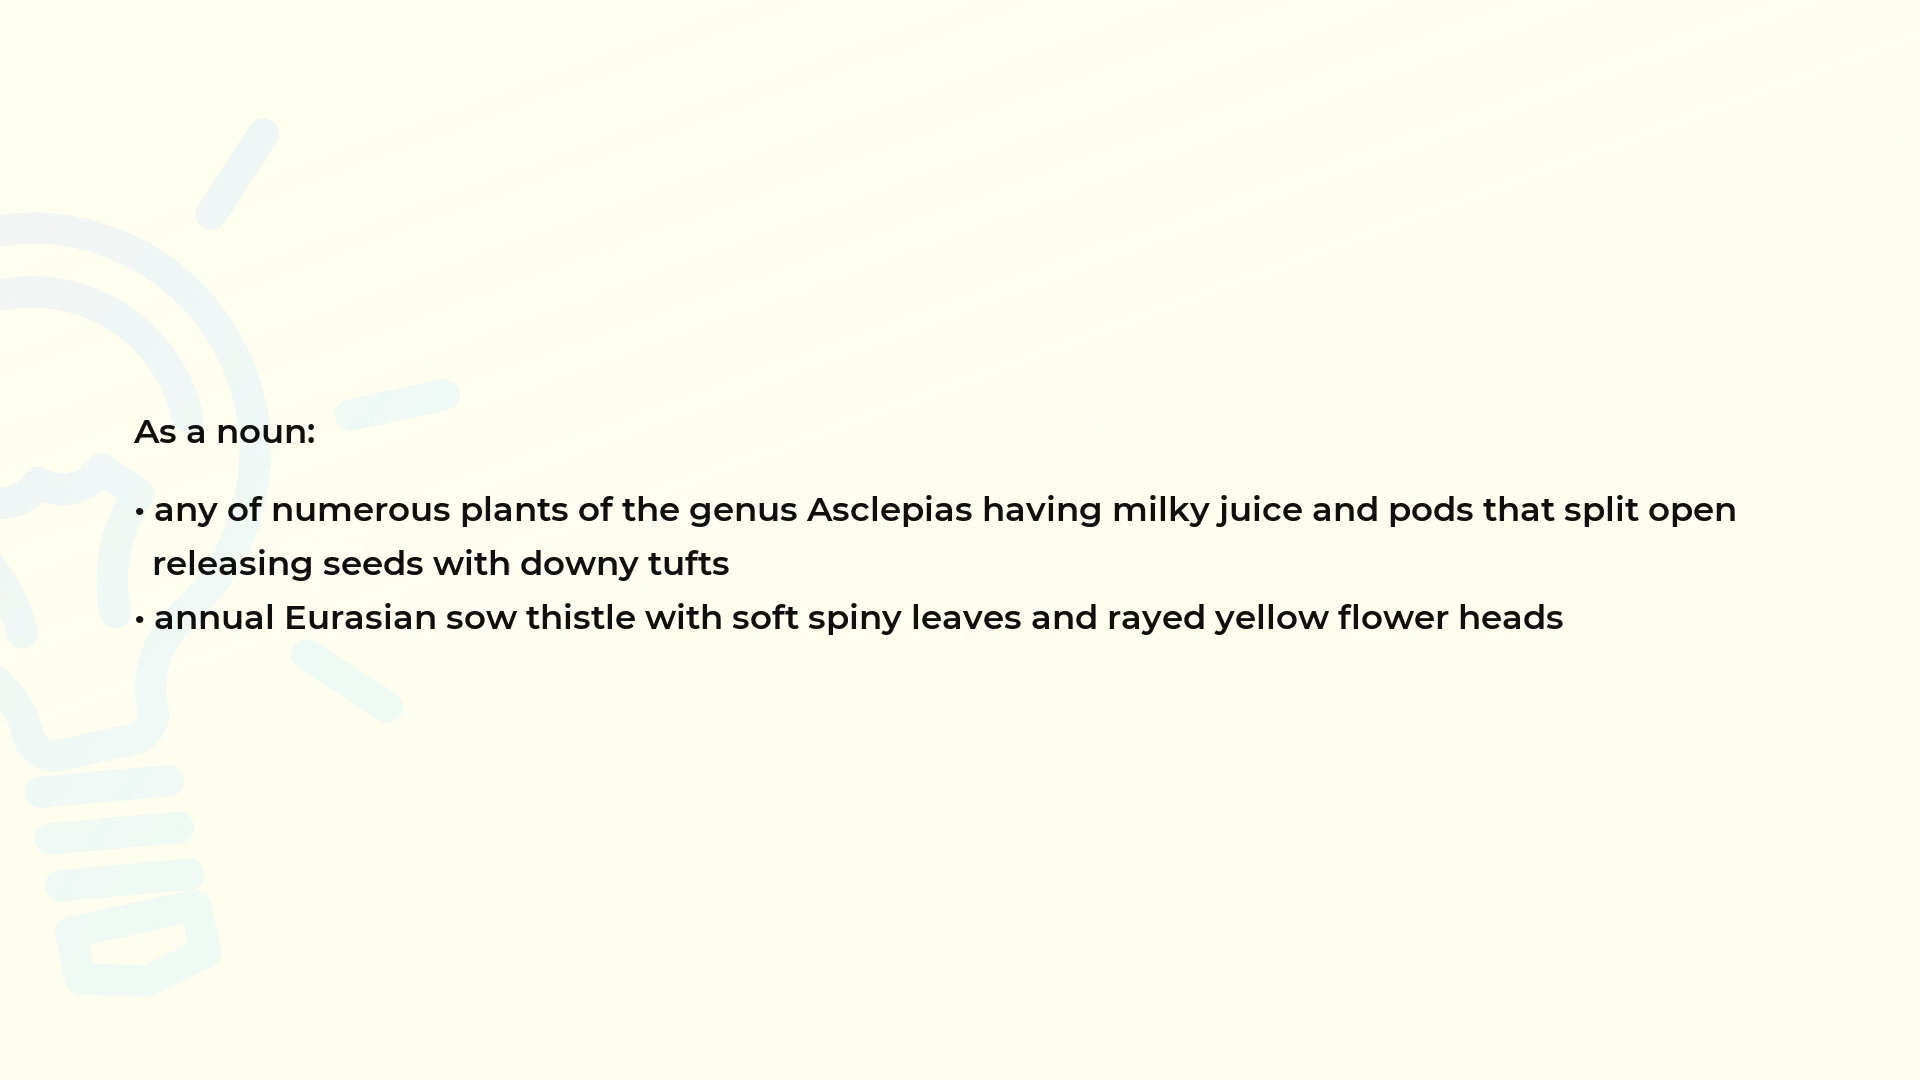 As a noun:
• any of numerous plants of the genus Asclepias having milky juice and pods that split open
releasing seeds with downy tufts
• annual Eurasian sow thistle with soft spiny leaves and rayed yellow flower heads